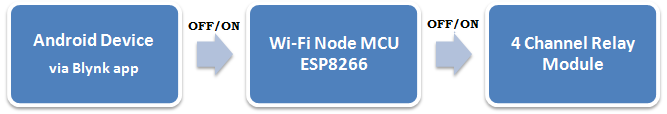 Android Device
via Blynk app
OFF/ON
Wi-Fi Node MCU
ESP8266
OFF/ON
4 Channel Relay
Module